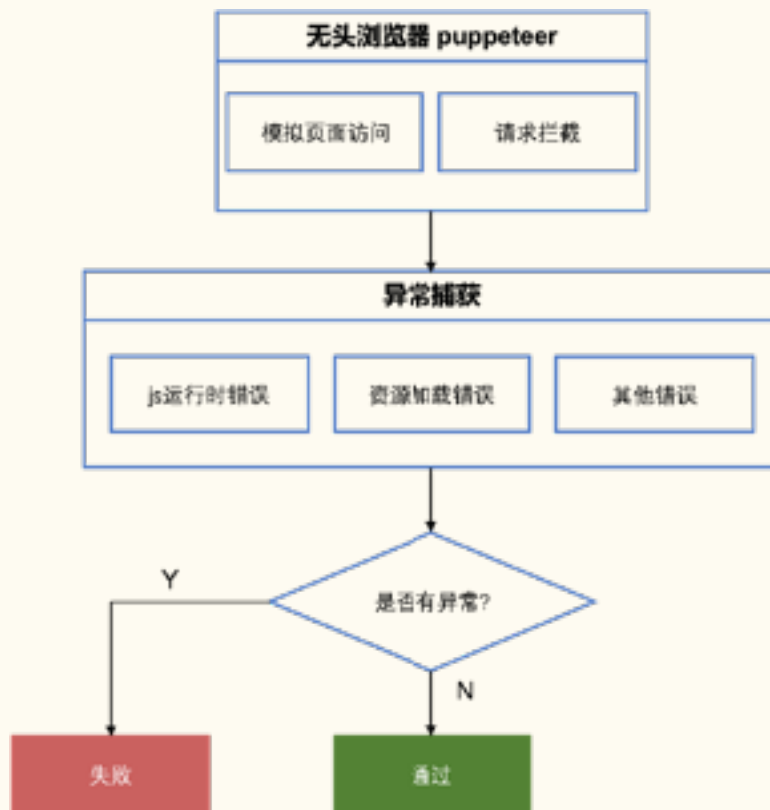 无头浏览器 puppeteer
模拟页面访问
请求拦截
异常捕获
js运行时错误
资源加载错误
其他错误
是否有异常?
Y
N
失败
通过